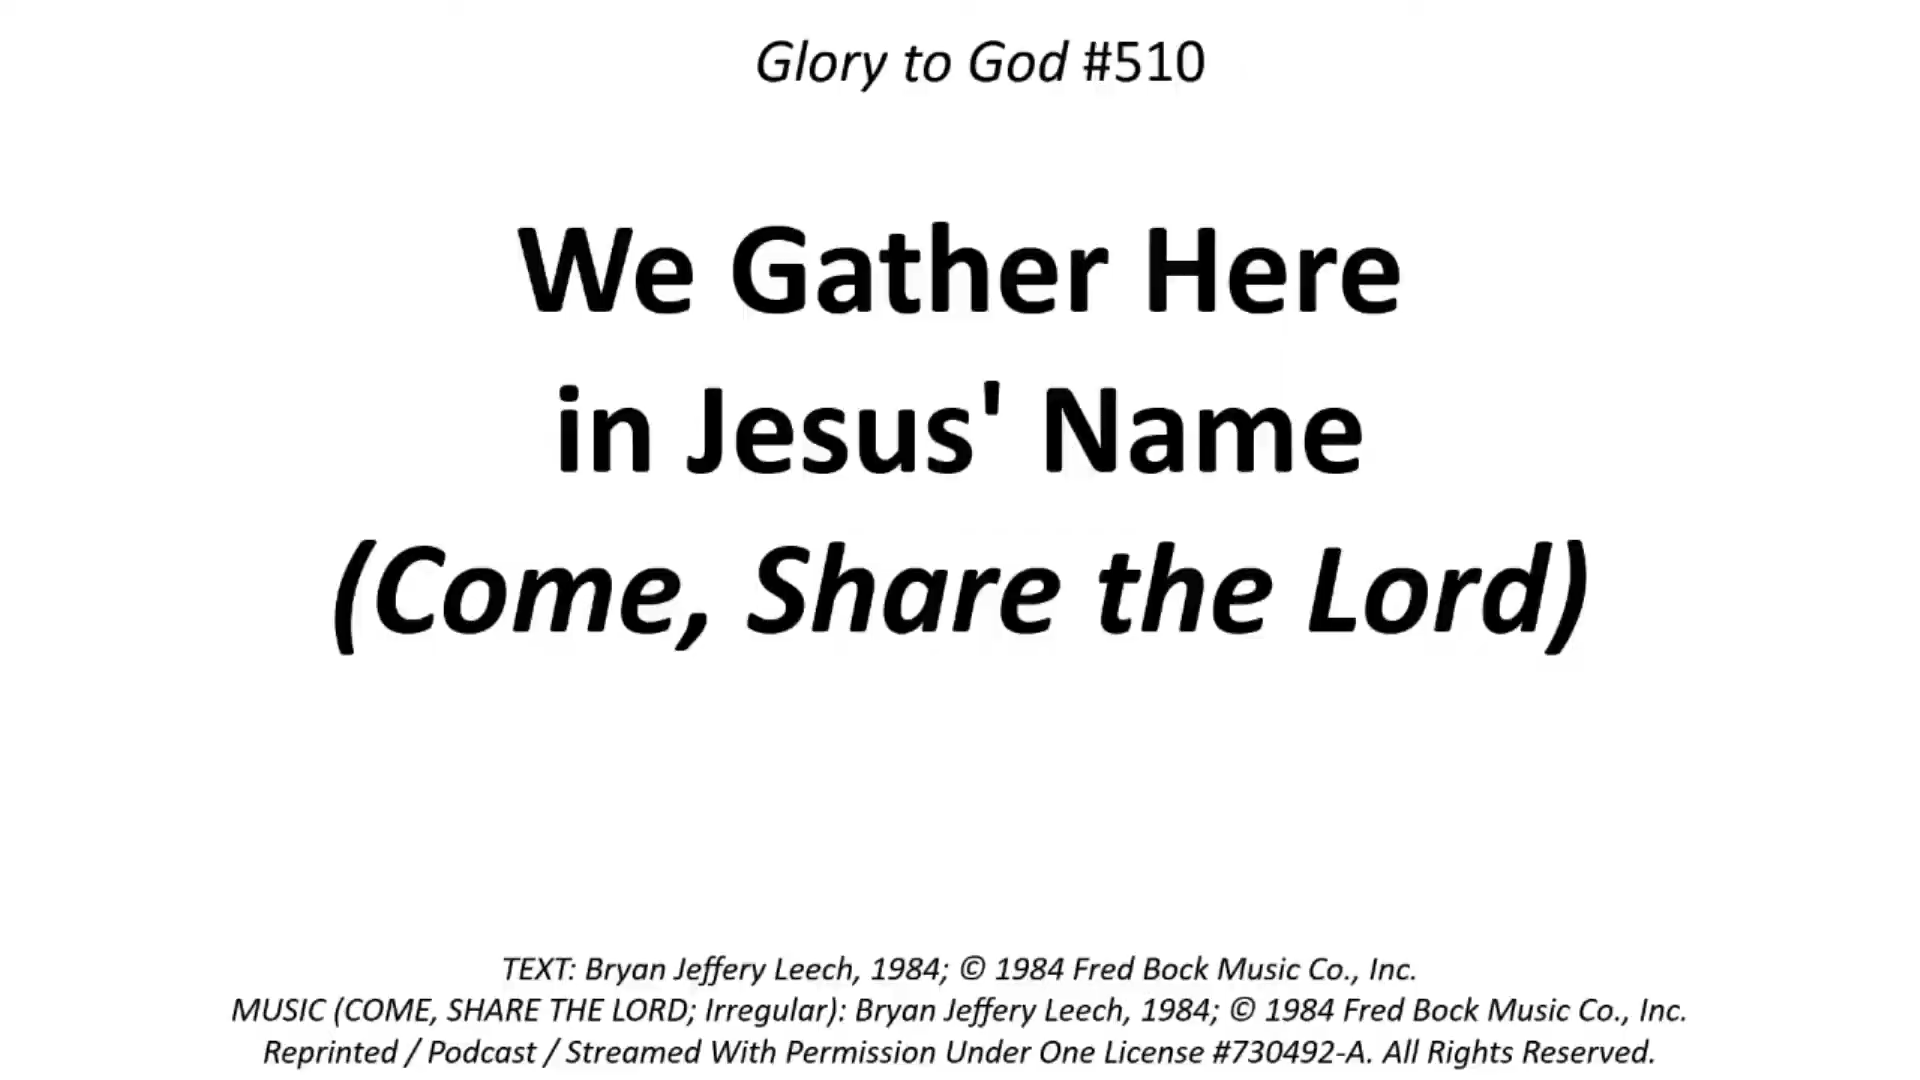 Glory to God #510
We Gather Here
in Jesus' Name
(Come, Share the Lord)
TEXT: Bryan Jeffery Leech, 1984; © 1984 Fred Bock Music Co., Inc.
MUSIC (COME, SHARE THE LORD; Irregular): Bryan Jeffery Leech, 1984; © 1984 Fred Bock Music Co., Inc.
Reprinted / Podcast / Streamed With Permission Under One License #730492-A. All Rights Reserved.